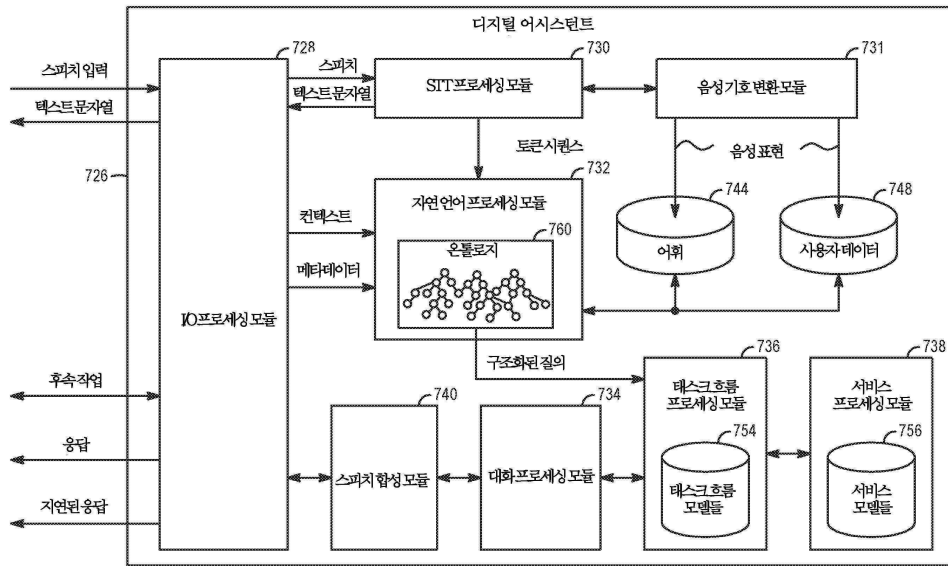 디지털 어시스턴트
728
730
731
스피치 입력
스피치
STT 프로세싱 모듈
음성 기호 변환 모듈
텍스트 문자열
텍스트 문자열
토큰 시퀀스
음성 표현
726
732
744
748
자연 언어 프로세싱 모듈
컨텍스트
760
온톨로지
어휘
사용자 데이터
메타데이터
I/O 프로세싱 모듈
구조화된 질의
736
738
후속 작업
740
734
태스크 흐름
프로세싱 모듈
서비스
프로세싱 모듈
754
756
응답
스피치 합성 모듈
대화 프로세싱 모듈
태스크 흐름
모델들
서비스
모델들
지연된 응답